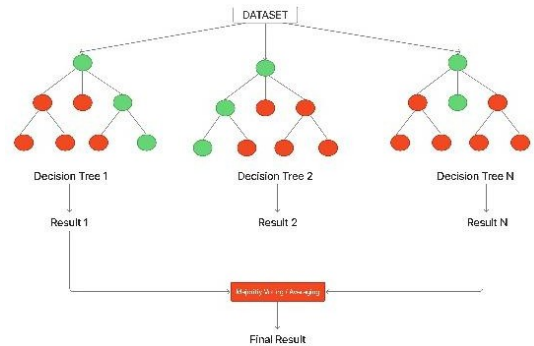 DATASET
Decision Tree 1
Decision Tree 2
Decision Tree N
Result 1
Result 2
Result N
Majority Voting / Averaging
Final Result